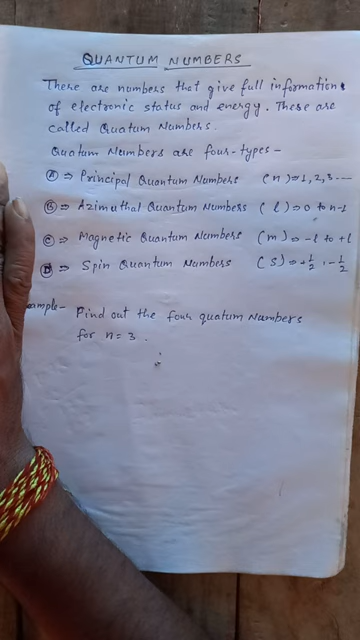 QUANTUM NUMBERS
There are numbers that give full informations
of electronic status and energy. These are
called Quatum Numbers.
Quatum Numbers are four-types-
(A) ⇒ Principal Quantum Numbers (n)⇒1,2,3----
(B) ⇒ Azimuthal Quantum Numbers (l)⇒0 to n-1
(C) ⇒ Magnetic Quantum Numbers (m)⇒-l to +l
(D) ⇒ Spin Quantum Numbers (s)⇒+1/2,-1/2
ample- Find out the four quatum Numbers
for n=3.